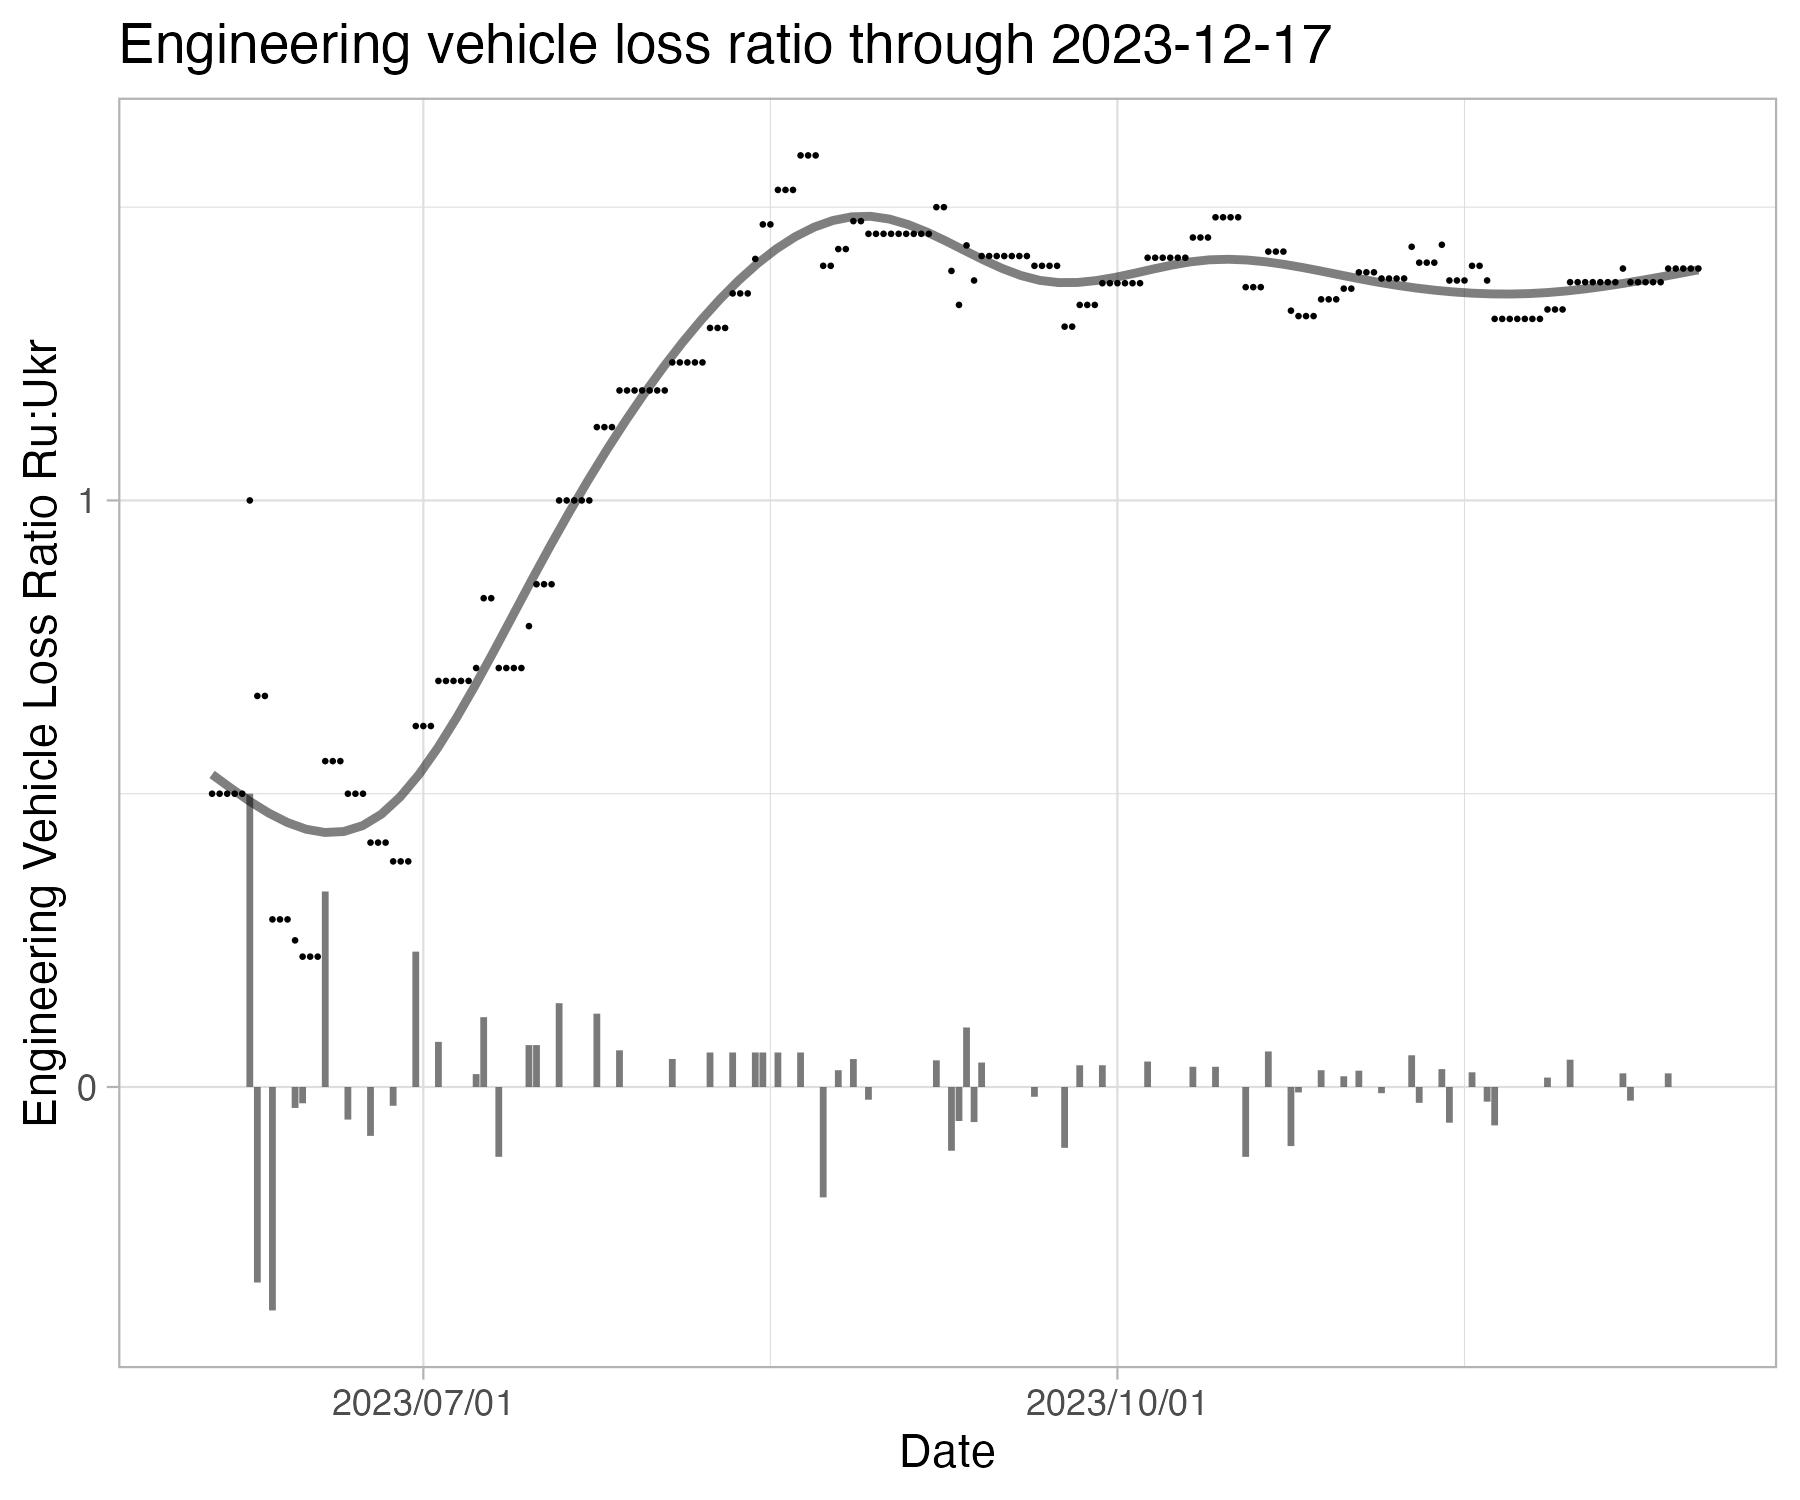 Engineering vehicle loss ratio through 2023-12-17
Engineering Vehicle Loss Ratio Ru:Ukr
1
0
2023/07/01
2023/10/01
Date